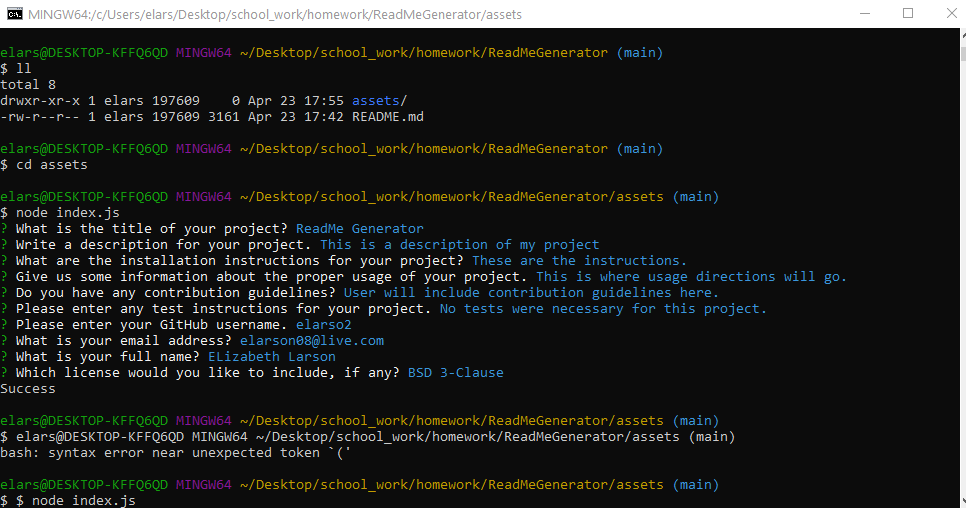 MINGW64:/c/Users/elars/Desktop/school_work/homework/ReadMeGenerator/assets
elars@DESKTOP-KFFQ6QD MINGW64 ~/Desktop/school_work/homework/ReadMeGenerator (main)
$ ll
total 8
drwxr-xr-x 1 elars 197609    0 Apr 23 17:55 assets/
-rw-r--r-- 1 elars 197609 3161 Apr 23 17:42 README.md
elars@DESKTOP-KFFQ6QD MINGW64 ~/Desktop/school_work/homework/ReadMeGenerator (main)
$ cd assets
elars@DESKTOP-KFFQ6QD MINGW64 ~/Desktop/school_work/homework/ReadMeGenerator/assets (main)
$ node index.js
? What is the title of your project? ReadMe Generator
? Write a description for your project. This is a description of my project
? What are the installation instructions for your project? These are the instructions.
? Give us some information about the proper usage of your project. This is where usage directions will go.
? Do you have any contribution guidelines? User will include contribution guidelines here.
? Please enter any test instructions for your project. No tests were necessary for this project.
? Please enter your GitHub username. elarso2
? What is your email address? elarson08@live.com
? What is your full name? ELizabeth Larson
? Which license would you like to include, if any? BSD 3-Clause
Success
elars@DESKTOP-KFFQ6QD MINGW64 ~/Desktop/school_work/homework/ReadMeGenerator/assets (main)
$ elars@DESKTOP-KFFQ6QD MINGW64 ~/Desktop/school_work/homework/ReadMeGenerator/assets (main)
bash: syntax error near unexpected token `('
elars@DESKTOP-KFFQ6QD MINGW64 ~/Desktop/school_work/homework/ReadMeGenerator/assets (main)
$ $ node index.js